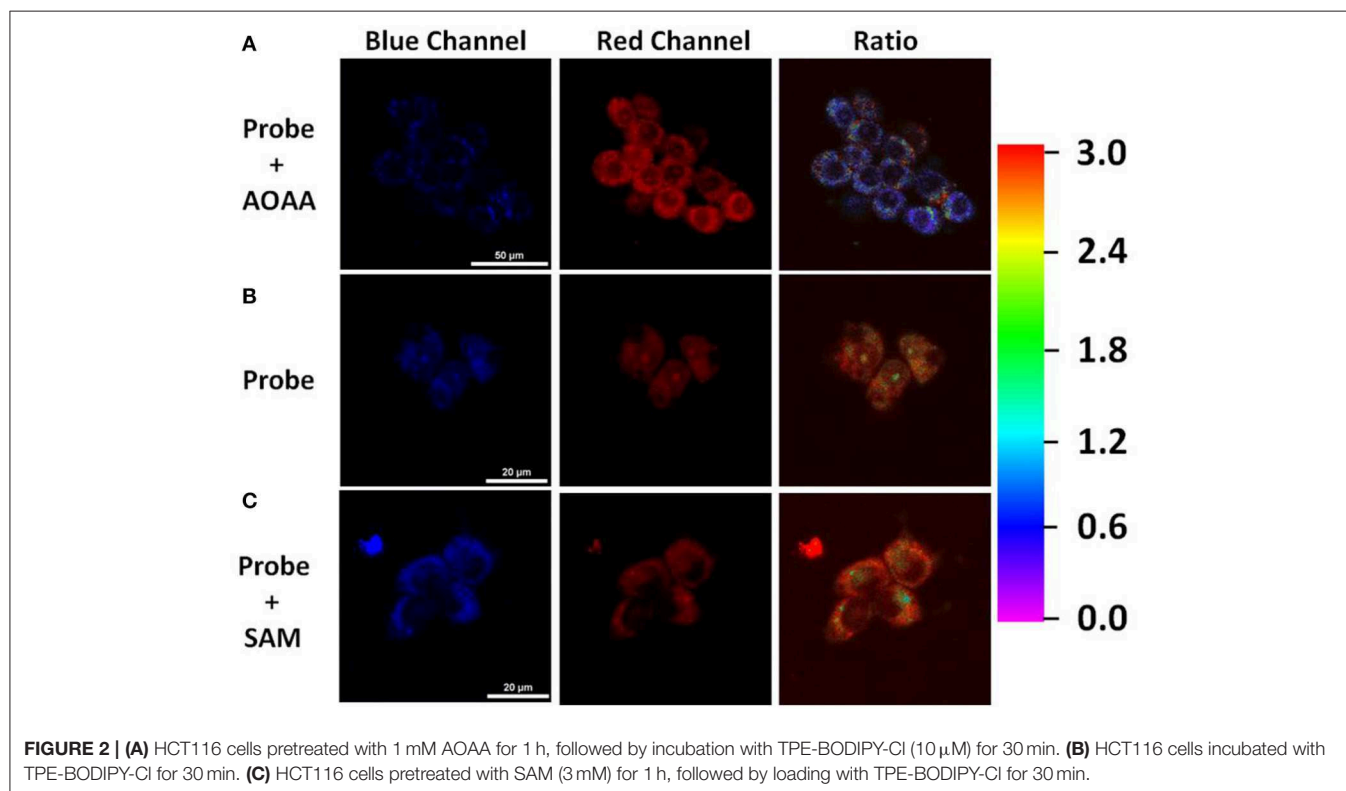 A
Blue Channel
Red Channel
Ratio
Probe
+
AOAA
50 µm
3.0
2.4
1.8
1.2
0.6
0.0
B
Probe
20 µm
C
Probe
+
SAM
20 µm
FIGURE 2 | (A) HCT116 cells pretreated with 1 mM AOAA for 1 h, followed by incubation with TPE-BODIPY-Cl (10 µM) for 30 min. (B) HCT116 cells incubated with
TPE-BODIPY-Cl for 30 min. (C) HCT116 cells pretreated with SAM (3 mM) for 1 h, followed by loading with TPE-BODIPY-Cl for 30 min.